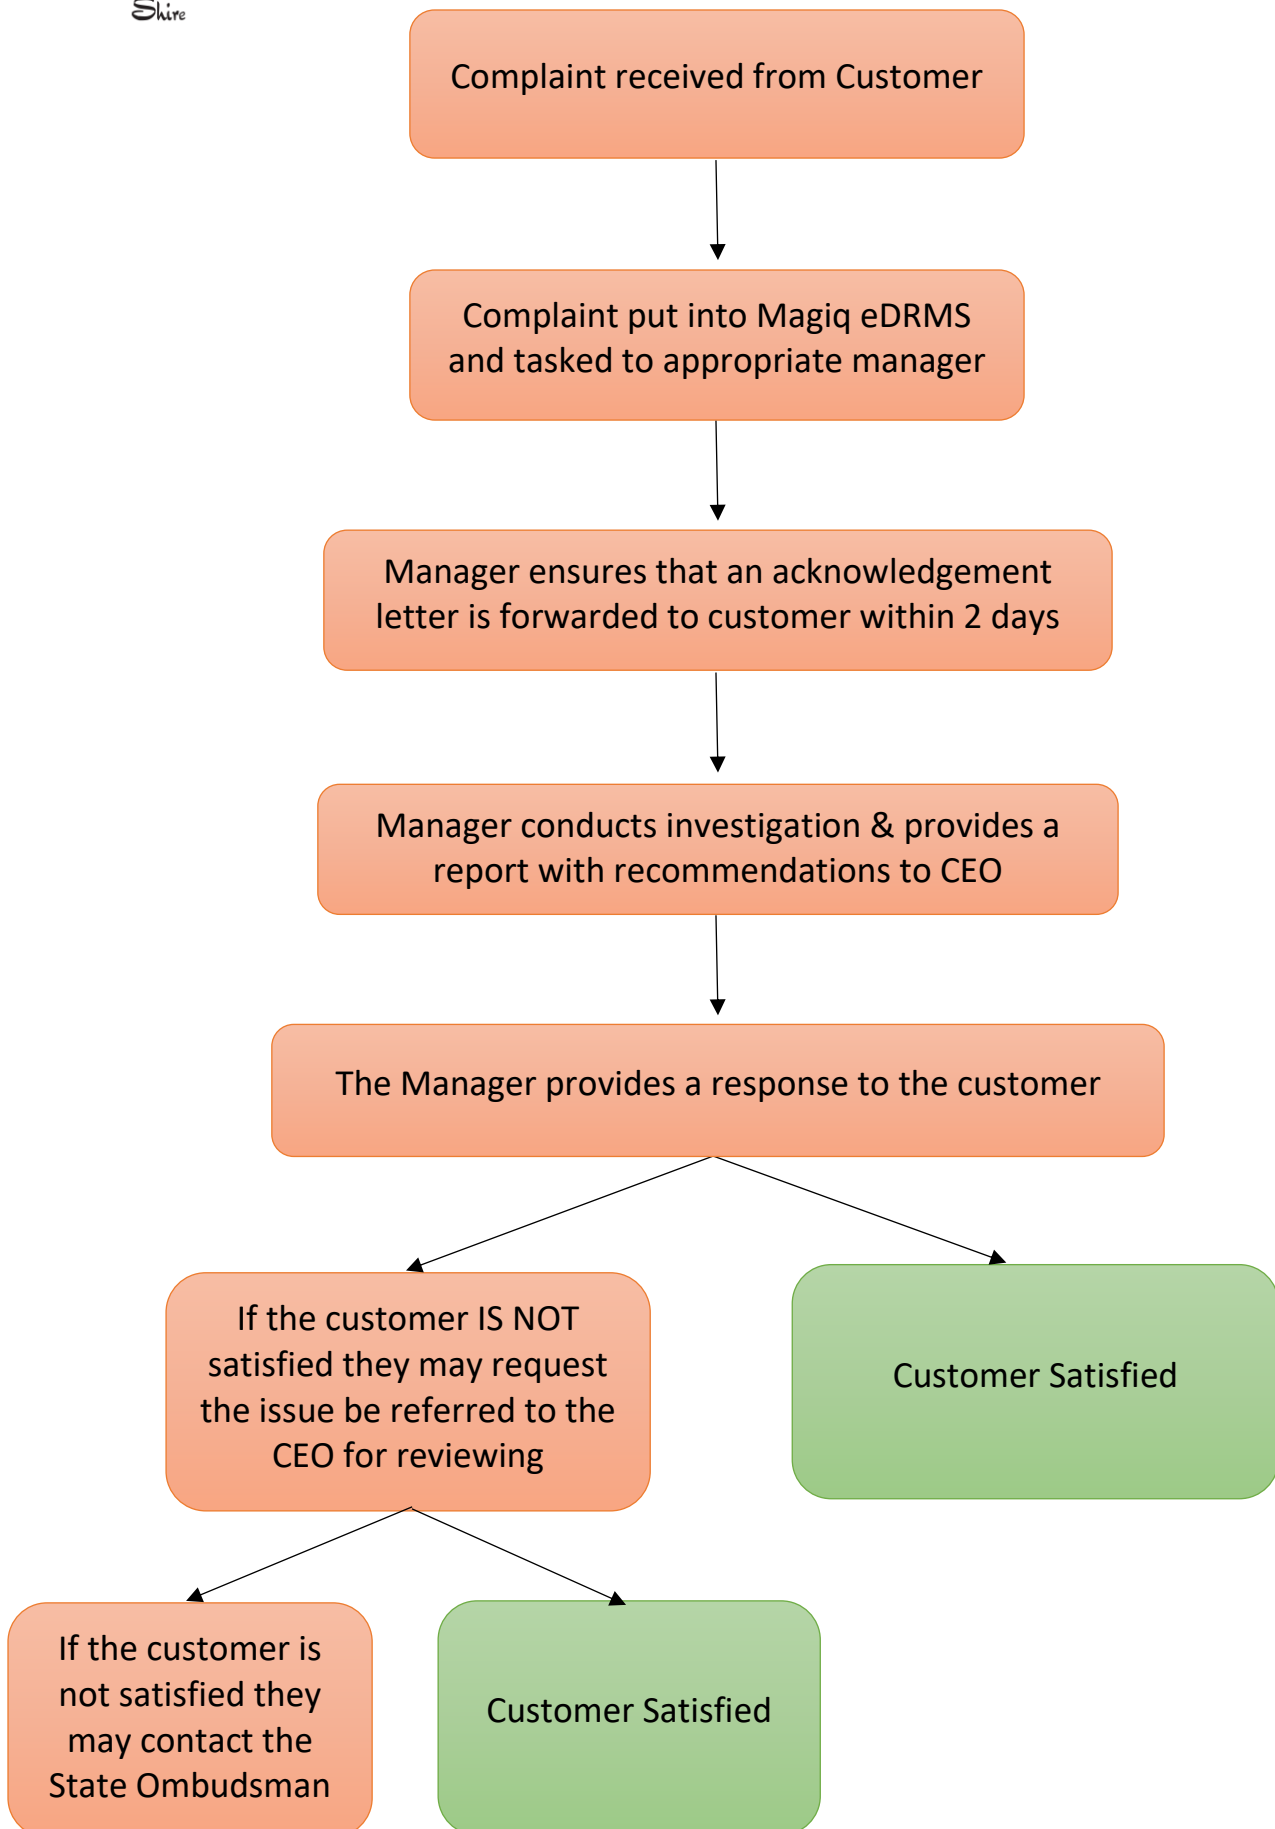 Shire
Complaint received from Customer
Complaint put into Magiq eDRMS
and tasked to appropriate manager
Manager ensures that an acknowledgement
letter is forwarded to customer within 2 days
Manager conducts investigation & provides a
report with recommendations to CEO
The Manager provides a response to the customer
If the customer IS NOT
satisfied they may request
the issue be referred to the
CEO for reviewing
Customer Satisfied
If the customer is
not satisfied they
may contact the
State Ombudsman
Customer Satisfied